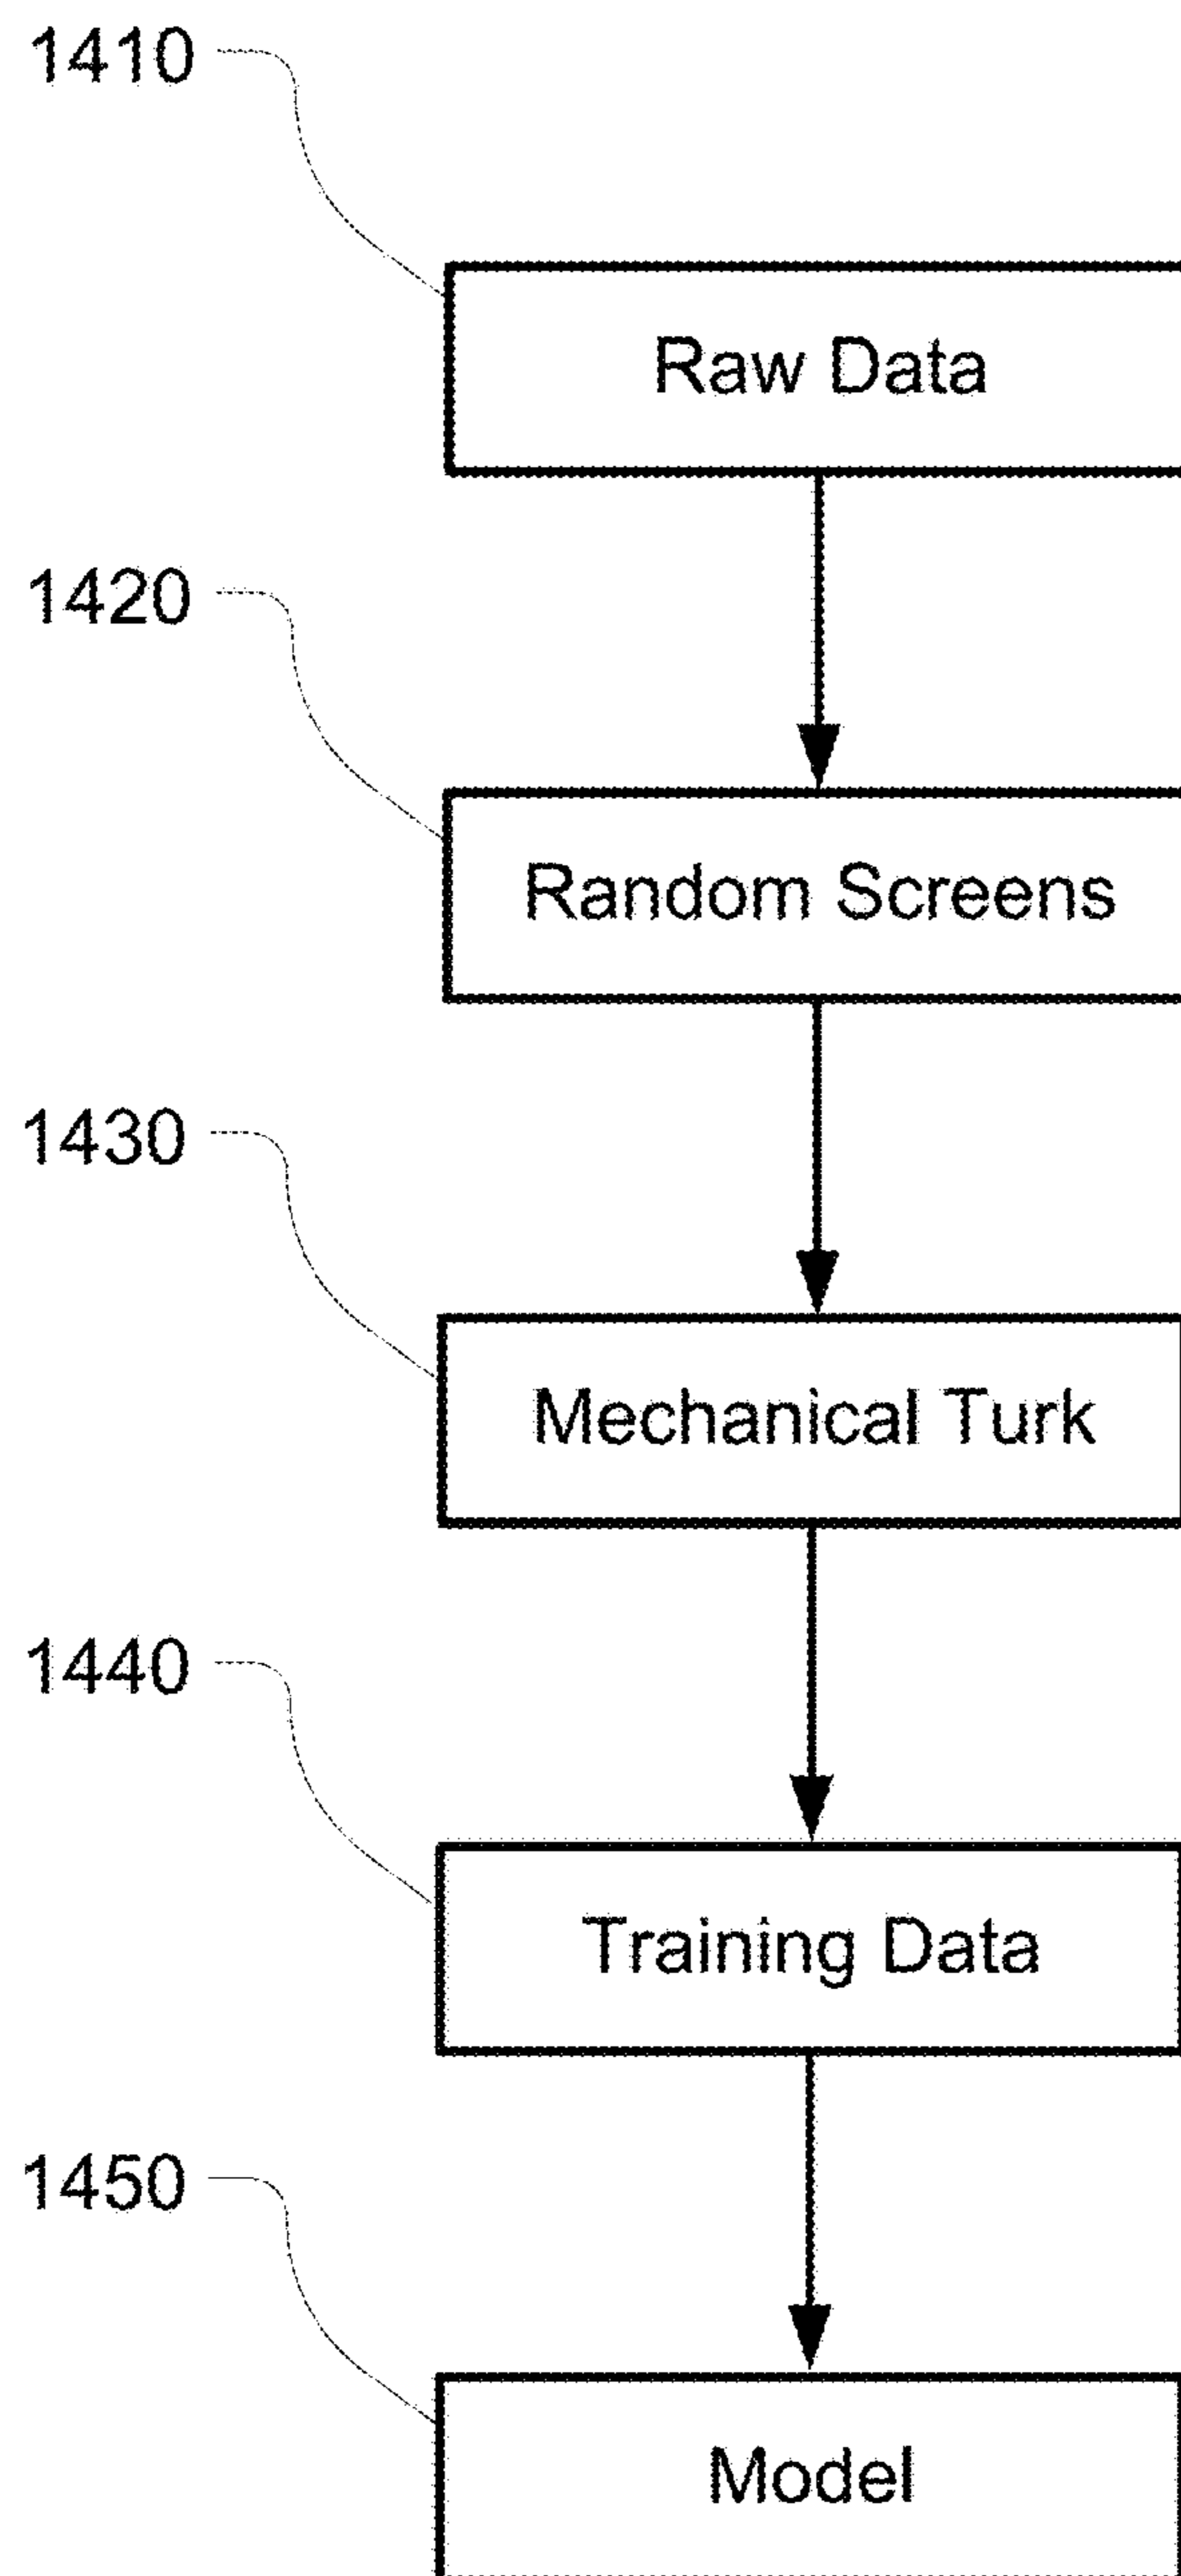 1410
Raw Data
1420
Random Screens
1430
Mechanical Turk
1440
Training Data
1450
Model